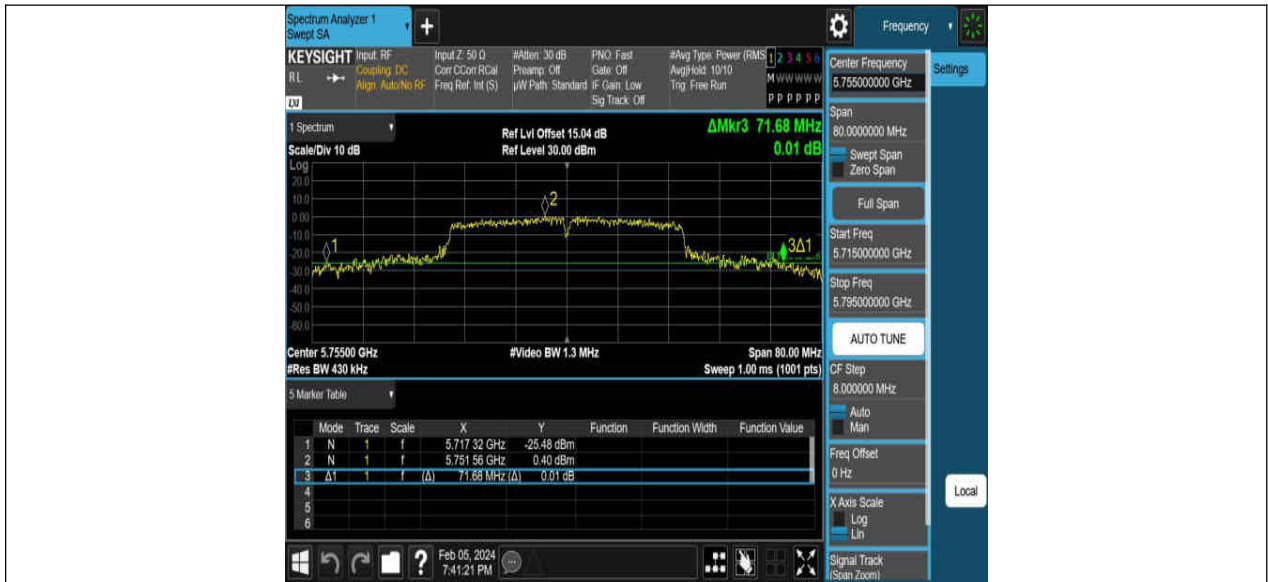 Spectrum Analyzer 1
Swept SA
+
Frequency
KEYSIGHT
RL
Input: RF
Coupling: DC
Align: Auto/No RF
Input Z: 50 Ω
Corr CCorr RCal
Freq Ref: Int (S)
#Atten: 30 dB
Preamp: Off
µW Path: Standard
PNO: Fast
Gate: Off
IF Gain: Low
Sig Track: Off
#Avg Type: Power (RMS
Avg|Hold: 10/10
Trig: Free Run
1 2 3 4 5 6
M W W W W W
P P P P P P
1 Spectrum
Scale/Div 10 dB
Ref Lvl Offset 15.04 dB
Ref Level 30.00 dBm
ΔMkr3 71.68 MHz
0.01 dB
Log
20.0
10.0
0.00
-10.0
-20.0
-30.0
-40.0
-50.0
-60.0
1
2
3Δ1
Center 5.75500 GHz
#Res BW 430 kHz
#Video BW 1.3 MHz
Span 80.00 MHz
Sweep 1.00 ms (1001 pts)
5 Marker Table
Mode Trace Scale X Y Function Function Width Function Value
1 N 1 f 5.717 32 GHz -25.48 dBm
2 N 1 f 5.751 56 GHz 0.40 dBm
3 Δ1 1 f (Δ) 71.68 MHz (Δ) 0.01 dB
4
5
6
Feb 05, 2024
7:41:21 PM
Center Frequency
5.755000000 GHz
Settings
Span
80.0000000 MHz
Swept Span
Zero Span
Full Span
Start Freq
5.715000000 GHz
Stop Freq
5.795000000 GHz
AUTO TUNE
CF Step
8.000000 MHz
Auto
Man
Freq Offset
0 Hz
X Axis Scale
Log
Lin
Local
Signal Track
(Span Zoom)